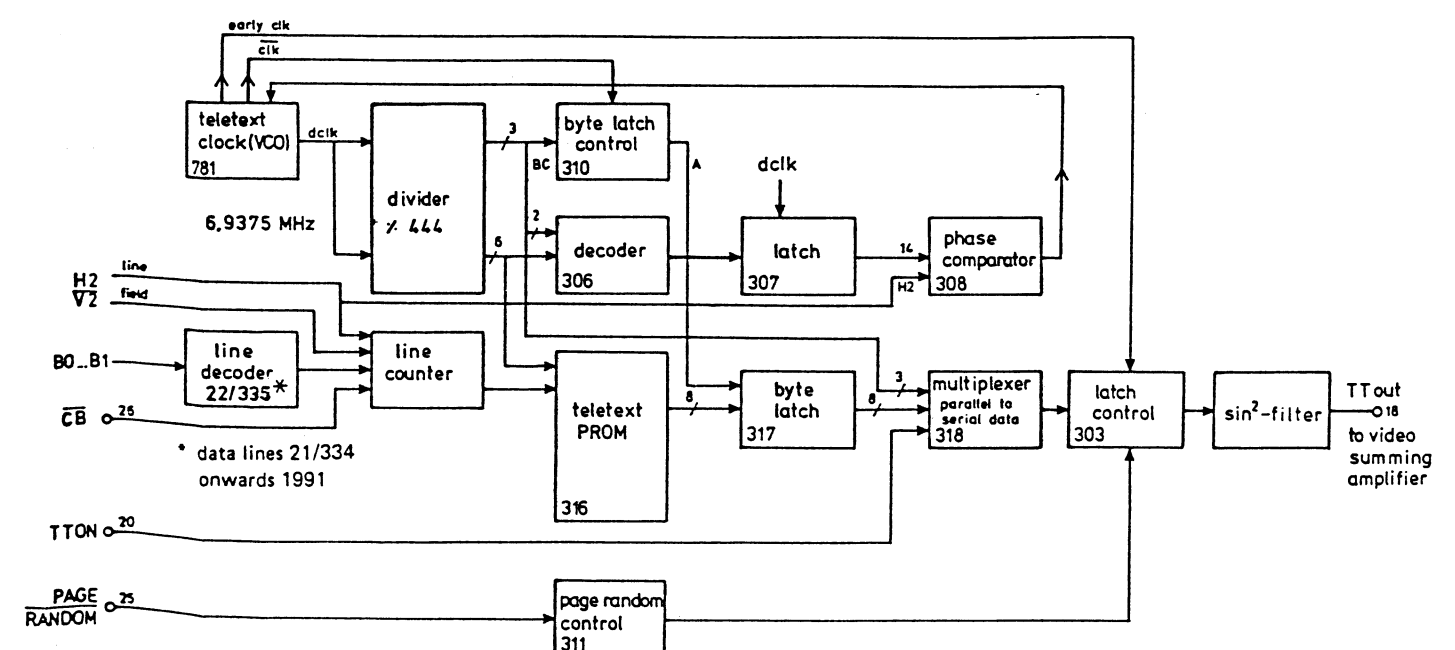 early clk
clk
teletext
clock(VCO)
781
dclk
6,9375 MHz
divider
٪ 444
3
BC
6
2
byte latch
control
310
A
decoder
306
dclk
latch
307
14
H2
phase
comparator
308
H2 line
V2 field
B0...B1
line
decoder
22/335*
CB 26
* data lines 21/334
onwards 1991
line
counter
teletext
PROM
316
8
byte
latch
317
8
3
multiplexer
parallel to
serial data
318
latch
control
303
sin²-filter
TT out
18
to video
summing
amplifier
TTON 20
PAGE
RANDOM
25
page random
control
311